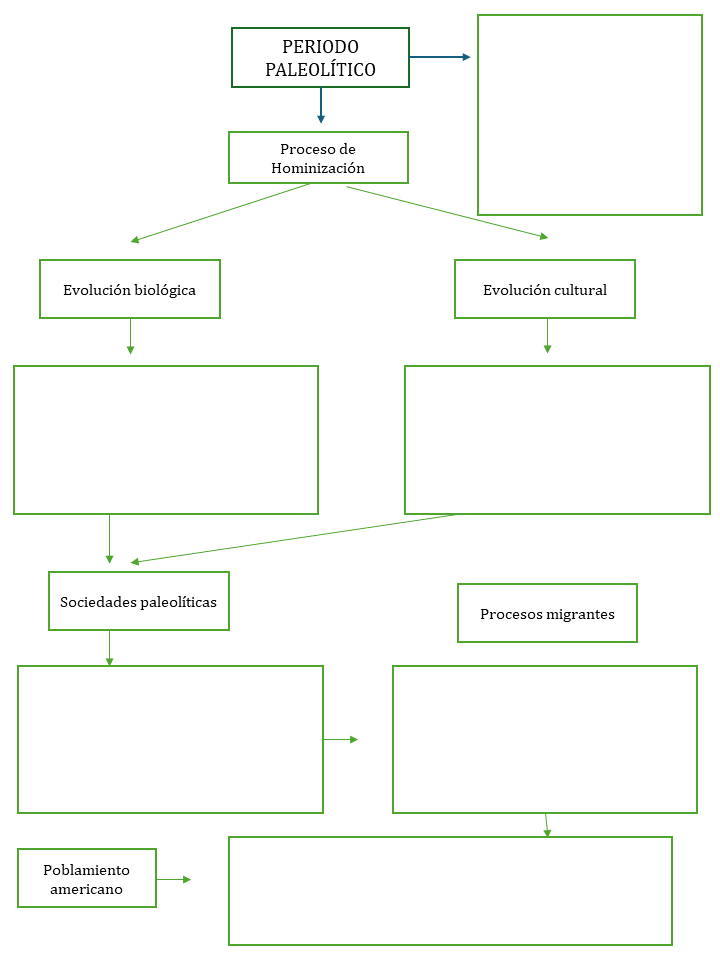 PERIODO
PALEOLÍTICO
Proceso de
Hominización
Evolución biológica
Evolución cultural
Sociedades paleolíticas
Procesos migrantes
Poblamiento
americano